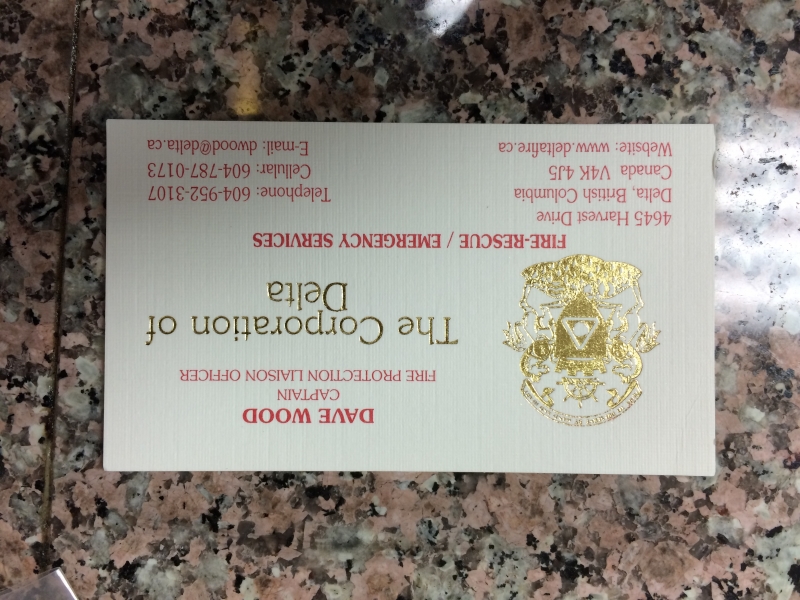 DAVE WOOD
CAPTAIN
FIRE PROTECTION LIAISON OFFICER
The Corporation of
Delta
FIRE-RESCUE / EMERGENCY SERVICES
4645 Harvest Drive
Delta, British Columbia
Canada V4K 4J5
Website: www.deltafire.ca
Telephone: 604-952-3107
Cellular: 604-787-0173
E-mail: dwood@delta.ca